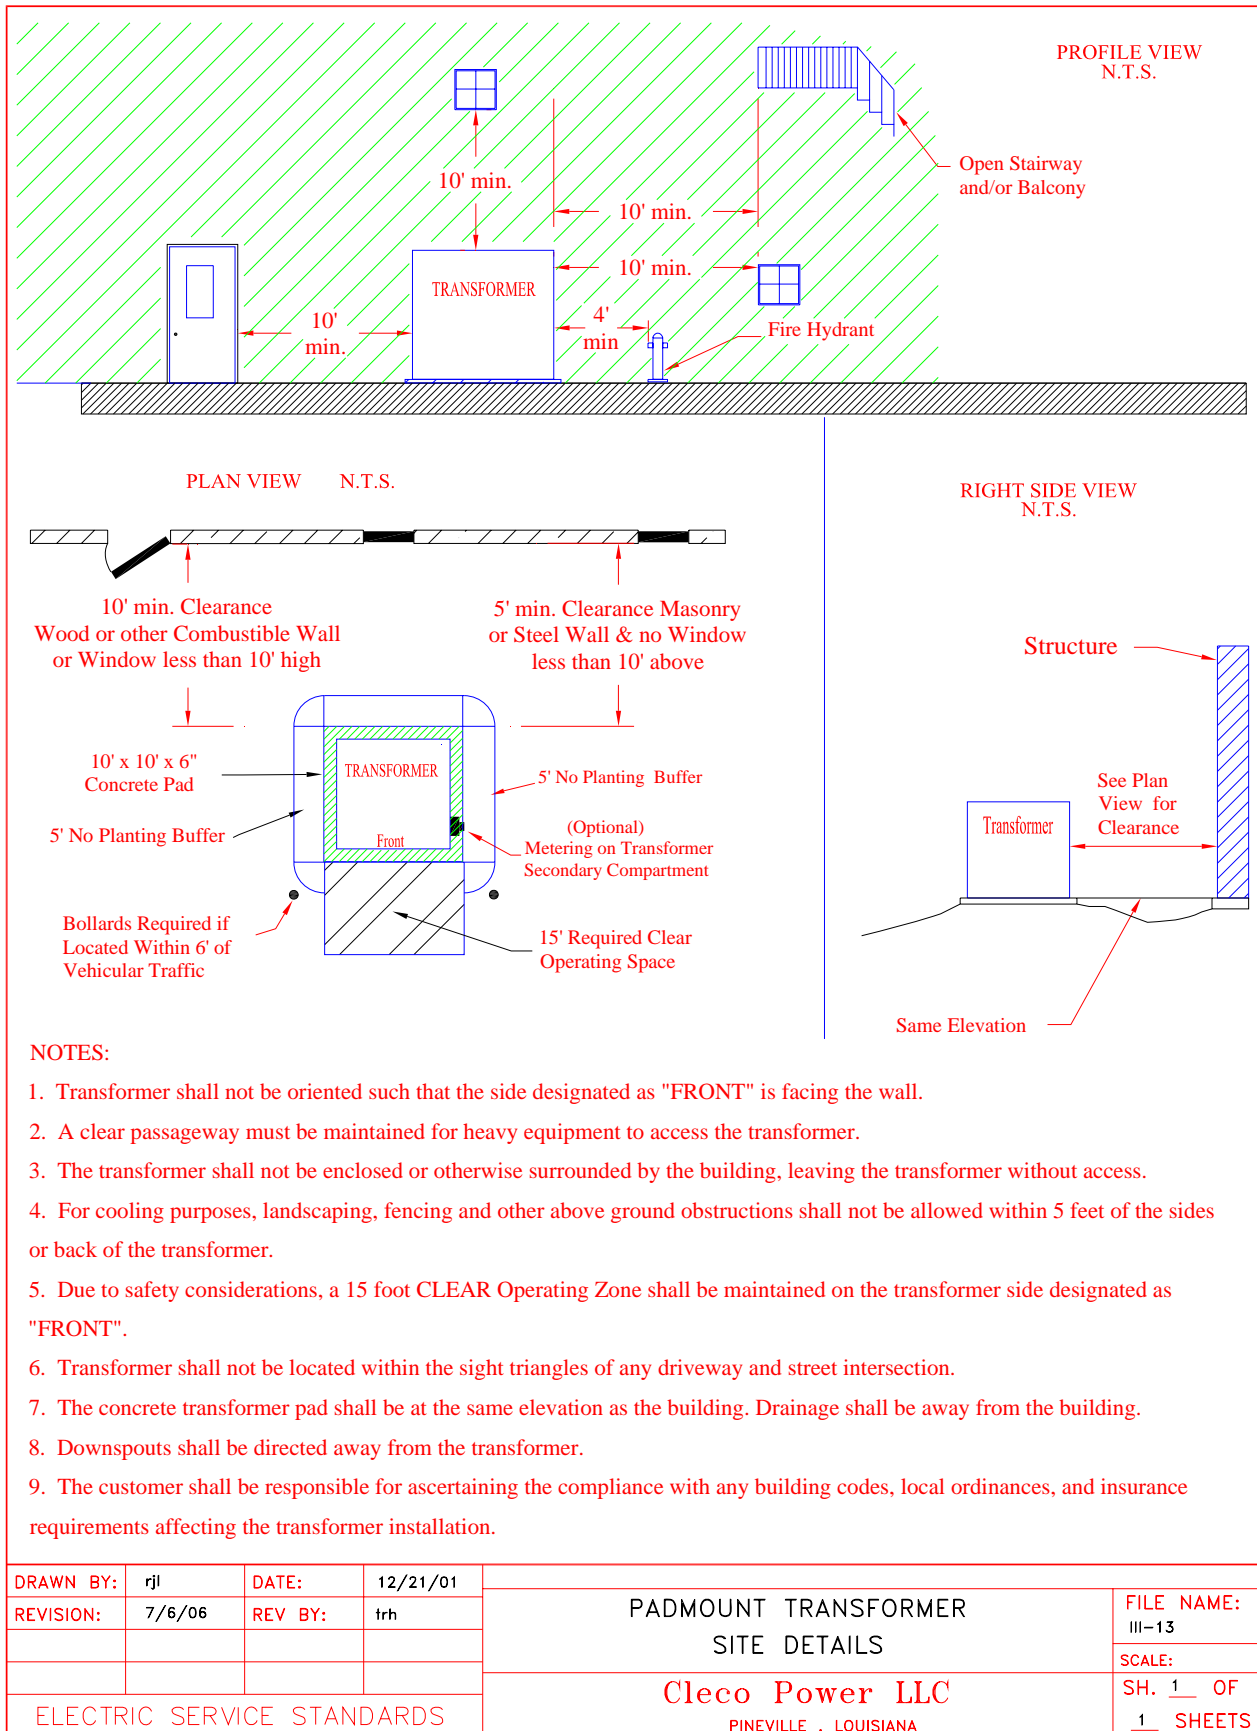 PROFILE VIEW
N.T.S.
Open Stairway
and/or Balcony
10' min.
10' min.
10' min.
TRANSFORMER
10'
min.
4'
min
Fire Hydrant
PLAN VIEW N.T.S.
RIGHT SIDE VIEW
N.T.S.
10' min. Clearance
Wood or other Combustible Wall
or Window less than 10' high
5' min. Clearance Masonry
or Steel Wall & no Window
less than 10' above
Structure
10' x 10' x 6"
Concrete Pad
TRANSFORMER
5' No Planting Buffer
See Plan
View for
Clearance
Transformer
5' No Planting Buffer
Front
(Optional)
Metering on Transformer
Secondary Compartment
Bollards Required if
Located Within 6' of
Vehicular Traffic
15' Required Clear
Operating Space
Same Elevation
NOTES:
1. Transformer shall not be oriented such that the side designated as "FRONT" is facing the wall.
2. A clear passageway must be maintained for heavy equipment to access the transformer.
3. The transformer shall not be enclosed or otherwise surrounded by the building, leaving the transformer without access.
4. For cooling purposes, landscaping, fencing and other above ground obstructions shall not be allowed within 5 feet of the sides
or back of the transformer.
5. Due to safety considerations, a 15 foot CLEAR Operating Zone shall be maintained on the transformer side designated as
"FRONT".
6. Transformer shall not be located within the sight triangles of any driveway and street intersection.
7. The concrete transformer pad shall be at the same elevation as the building. Drainage shall be away from the building.
8. Downspouts shall be directed away from the transformer.
9. The customer shall be responsible for ascertaining the compliance with any building codes, local ordinances, and insurance
requirements affecting the transformer installation.
DRAWN BY: rjl DATE: 12/21/01
REVISION: 7/6/06 REV BY: trh
ELECTRIC SERVICE STANDARDS
PADMOUNT TRANSFORMER
SITE DETAILS
Cleco Power LLC
PINEVILLE , LOUISIANA
FILE NAME:
III-13
SCALE:
SH. 1 OF
1 SHEETS